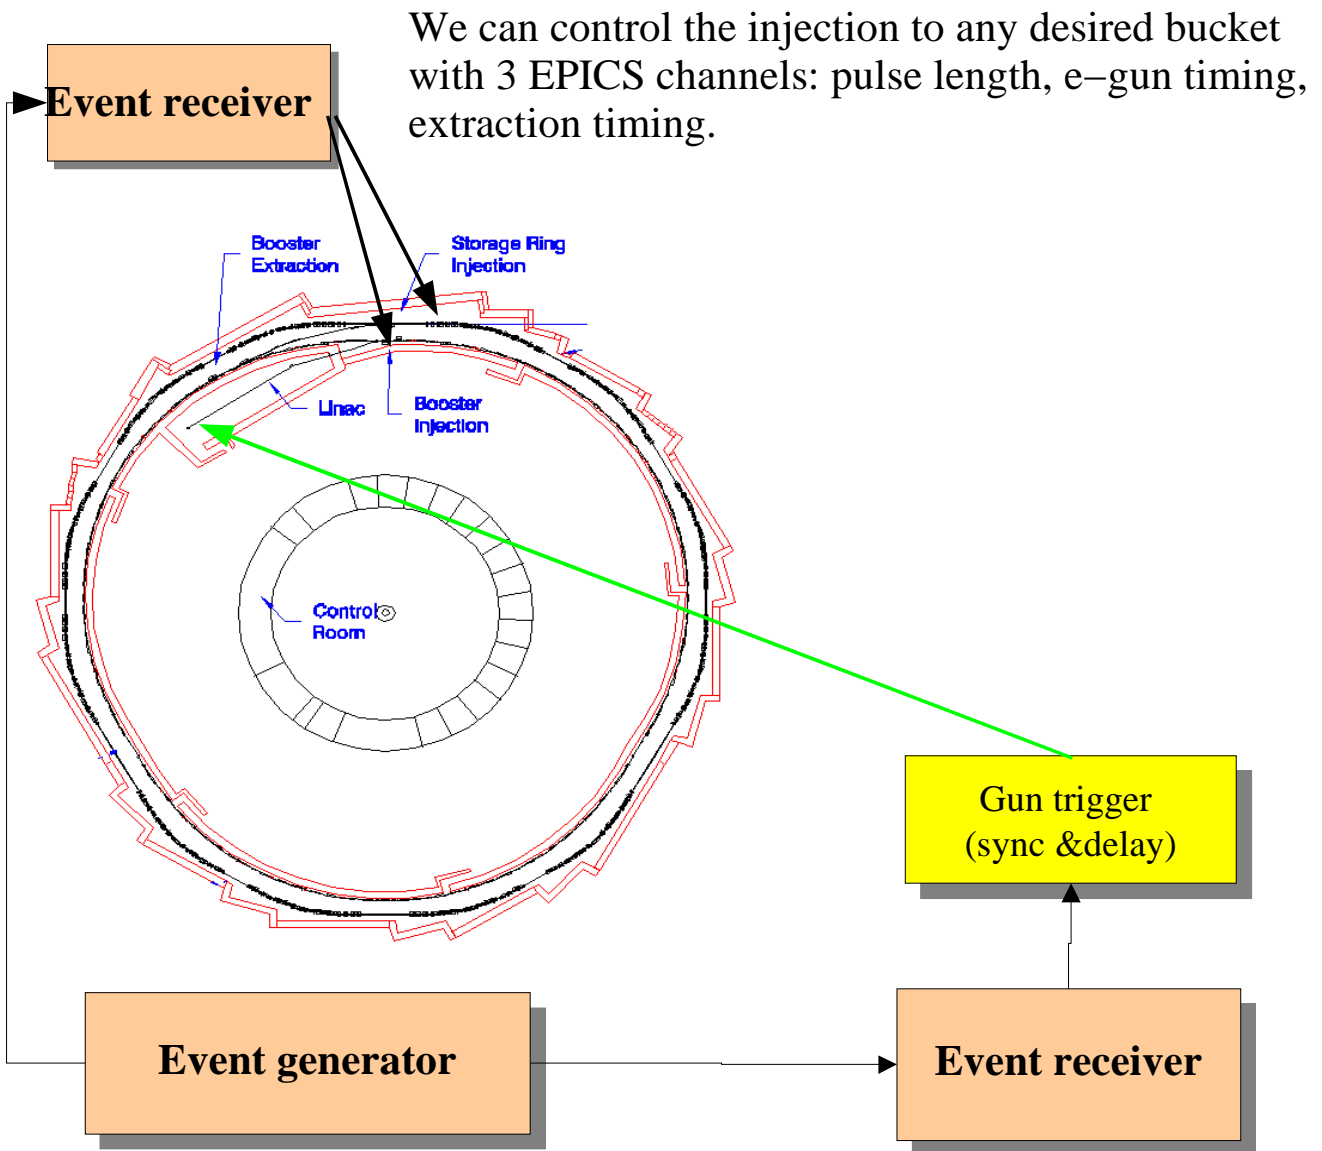 We can control the injection to any desired bucket
with 3 EPICS channels: pulse length, e−gun timing,
extraction timing.
Event receiver
Booster
Extraction
Storage Ring
Injection
Linac
Booster
Injection
Control
Room
Gun trigger
(sync &delay)
Event generator
Event receiver